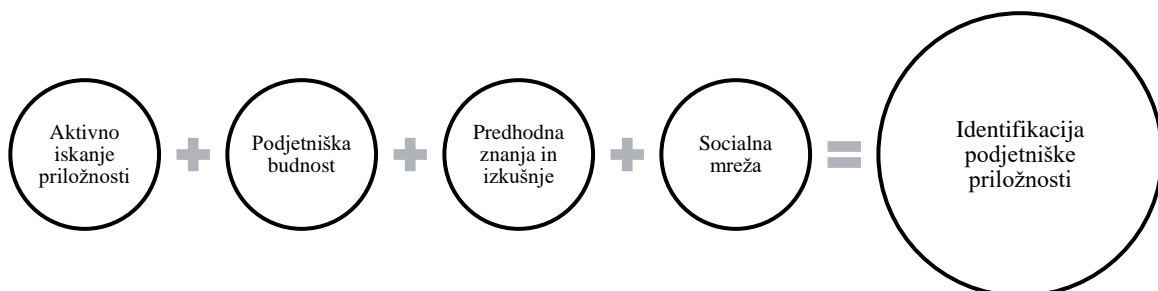 Aktivno
iskanje
priložnosti
Podjetniška
budnost
Predhodna
znanja in
izkušnje
Socialna
mreža
Identifikacija
podjetniške
priložnosti